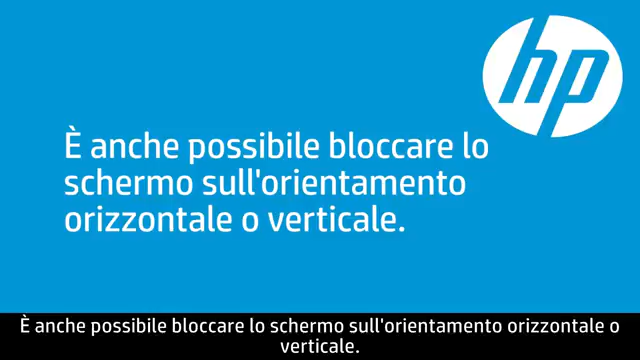 hp
È anche possibile bloccare lo
schermo sull'orientamento
orizzontale o verticale.
È anche possibile bloccare lo schermo sull'orientamento orizzontale o
verticale.